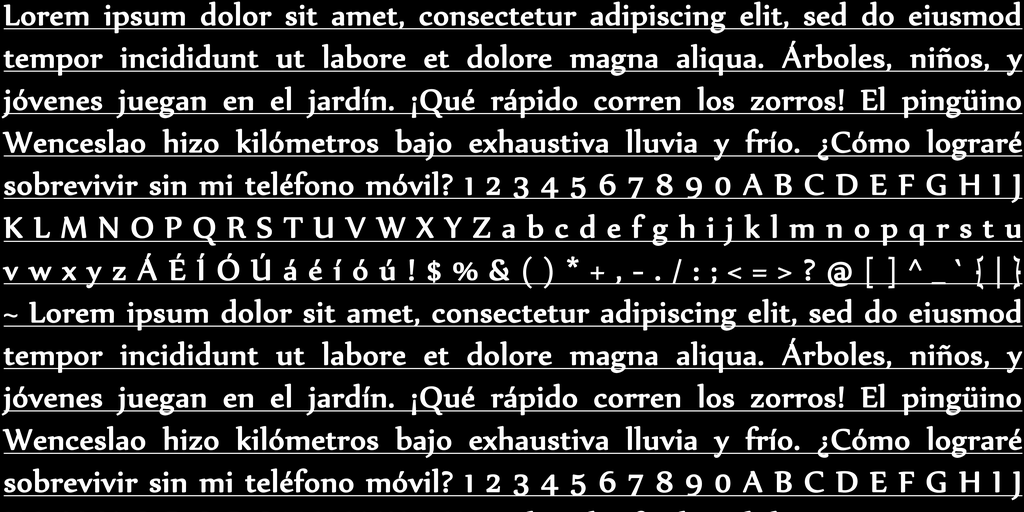 Lorem ipsum dolor sit amet, consectetur adipiscing elit, sed do eiusmod
tempor incididunt ut labore et dolore magna aliqua. Árboles, niños, y
jóvenes juegan en el jardín. ¡Qué rápido corren los zorros! El pingüino
Wenceslao hizo kilómetros bajo exhaustiva lluvia y frío. ¿Cómo lograré
sobrevivir sin mi teléfono móvil? 1 2 3 4 5 6 7 8 9 0 A B C D E F G H I J
K L M N O P Q R S T U V W X Y Z a b c d e f g h i j k l m n o p q r s t u
v w x y z Á É Í Ó Ú á é í ó ú ! $ % & ( ) * + , - . / : ; < = > ? @ [ ] ^ _ ` { | }
~ Lorem ipsum dolor sit amet, consectetur adipiscing elit, sed do eiusmod
tempor incididunt ut labore et dolore magna aliqua. Árboles, niños, y
jóvenes juegan en el jardín. ¡Qué rápido corren los zorros! El pingüino
Wenceslao hizo kilómetros bajo exhaustiva lluvia y frío. ¿Cómo lograré
sobrevivir sin mi teléfono móvil? 1 2 3 4 5 6 7 8 9 0 A B C D E F G H I J